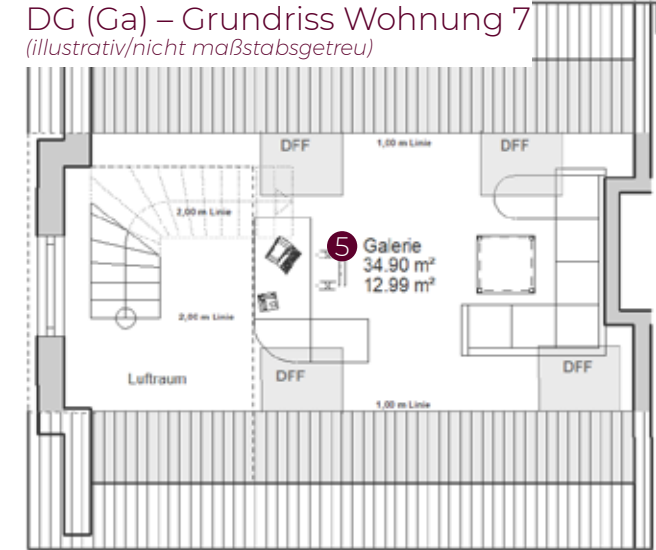 DG (Ga) – Grundriss Wohnung 7
(illustrativ/nicht maßstabsgetreu)
DFF
1,00 m Linie
DFF
2,00 m Linie
5 Galerie
34.90 m²
12.99 m²
2,00 m Linie
Luftraum
DFF
DFF
1,00 m Linie